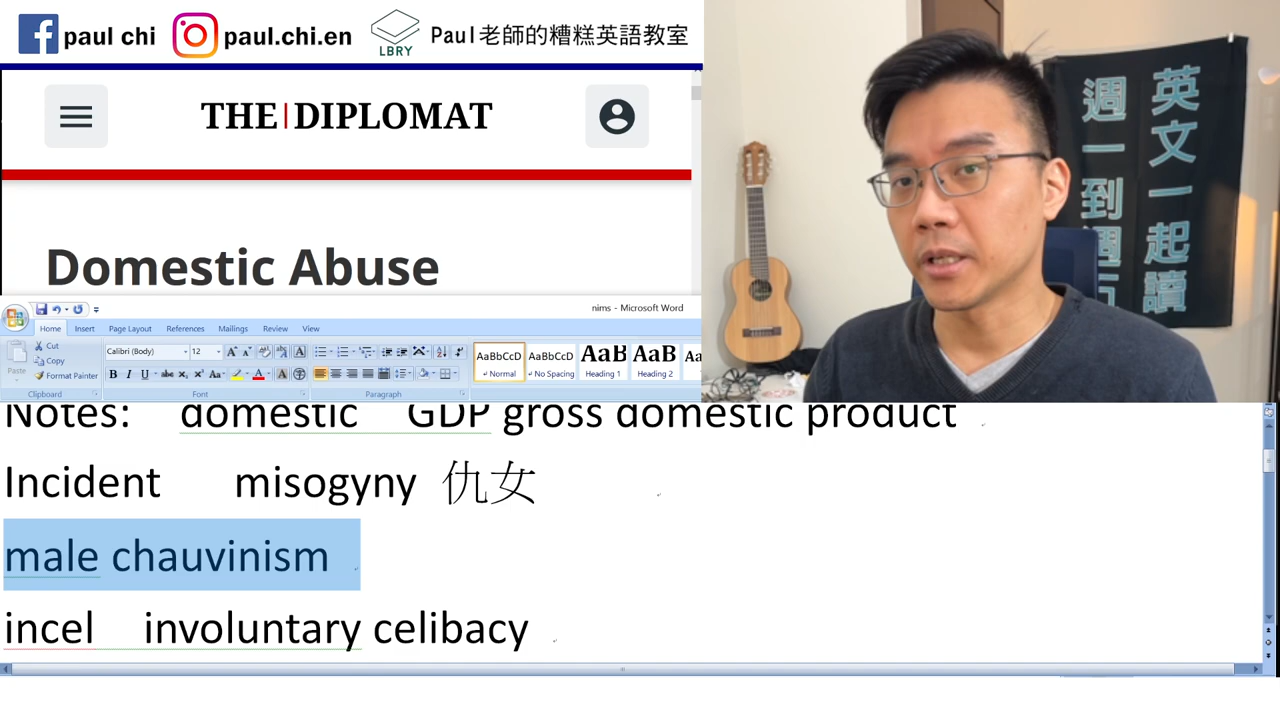 paul chi
paul.chi.en
LBRY
Paul老師的糟糕英語教室
THE|DIPLOMAT
Domestic Abuse
nims - Microsoft Word
Home Insert Page Layout References Mailings Review View
Paste
Cut
Copy
Format Painter
Clipboard
Calibri (Body) 12
Font
Paragraph
AaBbCcD AaBbCcD AaB AaB Aa
Normal No Spacing Heading 1 Heading 2
Notes: domestic GDP gross domestic product
Incident misogyny 仇女
male chauvinism
incel involuntary celibacy
英文一起讀
週一到週五